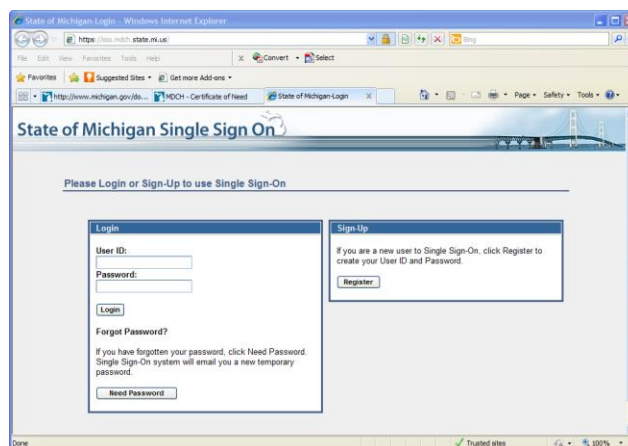 State of Michigan-Login - Windows Internet Explorer
https://sso.mdch.state.mi.us/
Bing
File Edit View Favorites Tools Help
x Convert Select
Favorites Suggested Sites Get more Add-ons
http://www.michigan.gov/do... MDCH - Certificate of Need State of Michigan-Login X Page Safety Tools
State of Michigan Single Sign On
Please Login or Sign-Up to use Single Sign-On
Login
User ID:
Password:
Login
Forgot Password?
If you have forgotten your password, click Need Password.
Single Sign-On system will email you a new temporary
password.
Need Password
Sign-Up
If you are a new user to Single Sign-On, click Register to
create your User ID and Password.
Register
Done Trusted sites 100%